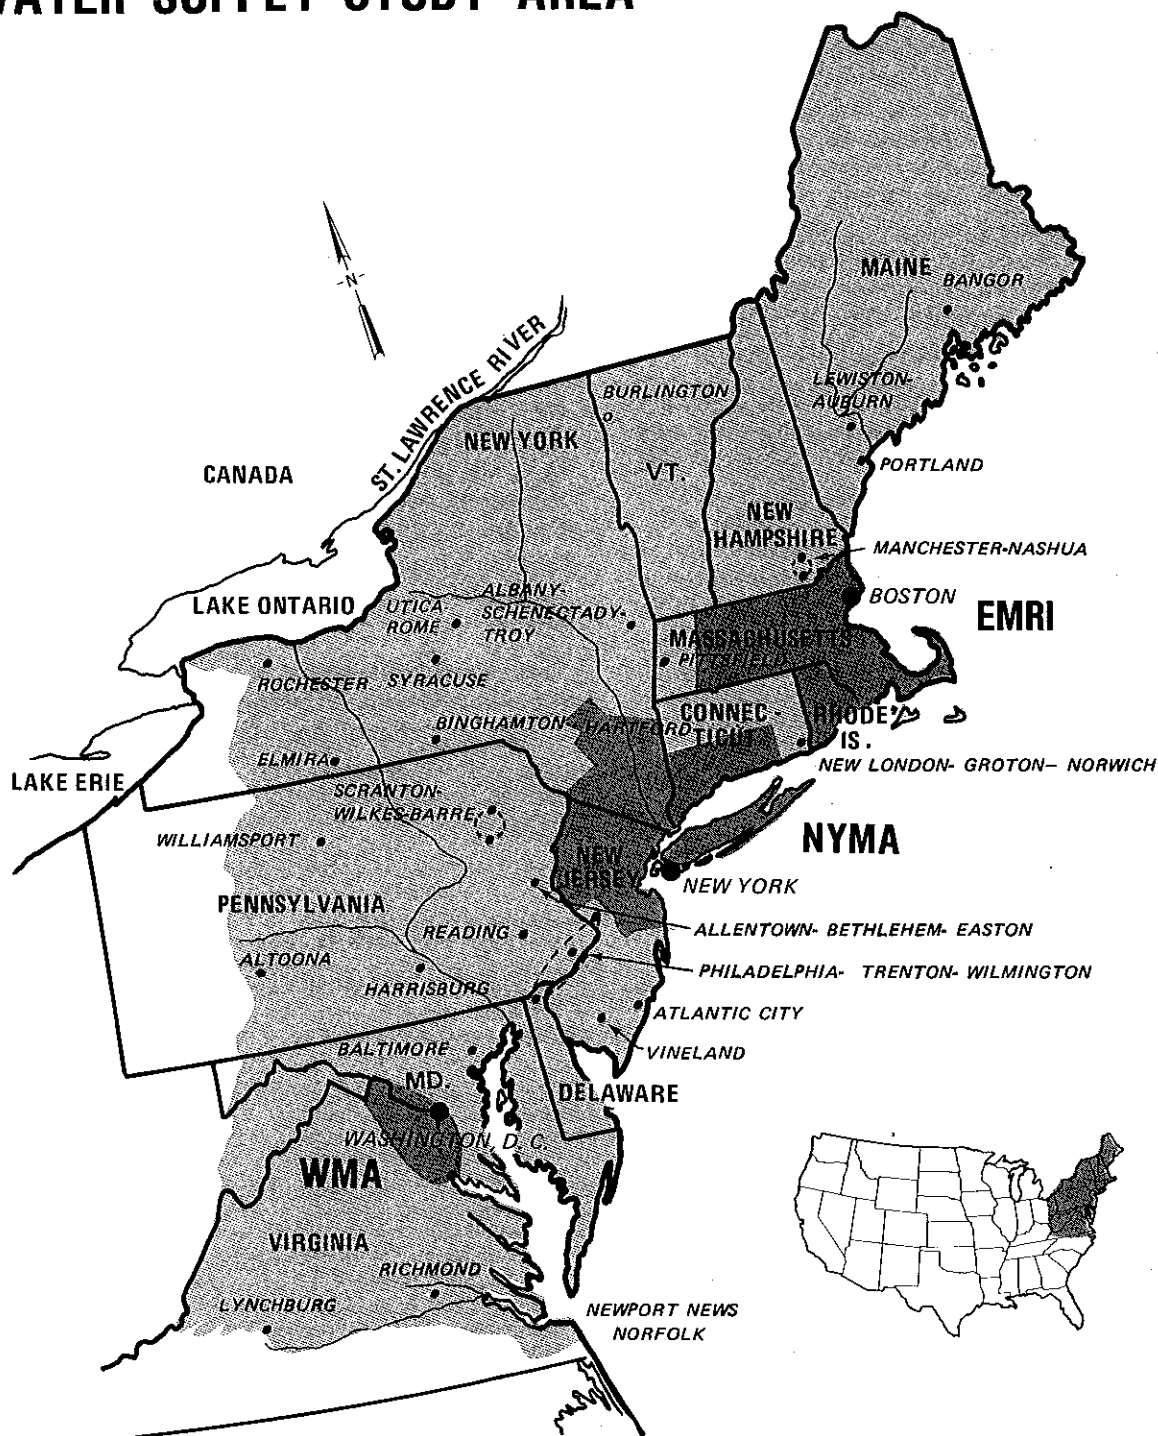 WATER SUPPLY STUDY AREA
MAINE
BANGOR
-N-
ST. LAWRENCE RIVER
BURLINGTON
LEWISTON-
AUBURN
NEW YORK
CANADA
VT.
PORTLAND
NEW
HAMPSHIRE
MANCHESTER-NASHUA
LAKE ONTARIO
UTICA
ROME
ALBANY-
SCHENECTADY-
TROY
BOSTON
EMRI
MASSACHUSETTS
PITTSFIELD
ROCHESTER
SYRACUSE
BINGHAMTON
HARTFORD
CONNEC-
TICUT
RHODE
IS.
ELMIRA
NEW LONDON- GROTON- NORWICH
LAKE ERIE
SCRANTON-
WILKES-BARRE
WILLIAMSPORT
NEW
JERSEY
NYMA
NEW YORK
PENNSYLVANIA
READING
ALLENTOWN- BETHLEHEM- EASTON
ALTOONA
HARRISBURG
PHILADELPHIA- TRENTON- WILMINGTON
ATLANTIC CITY
BALTIMORE
VINELAND
MD.
DELAWARE
WASHINGTON, D.C.
WMA
VIRGINIA
RICHMOND
LYNCHBURG
NEWPORT NEWS
NORFOLK